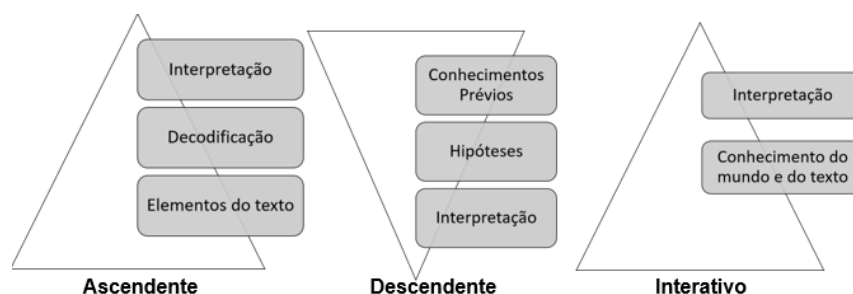 Interpretação
Decodificação
Elementos do texto
Ascendente
Conhecimentos
Prévios
Hipóteses
Interpretação
Descendente
Interpretação
Conhecimento do
mundo e do texto
Interativo